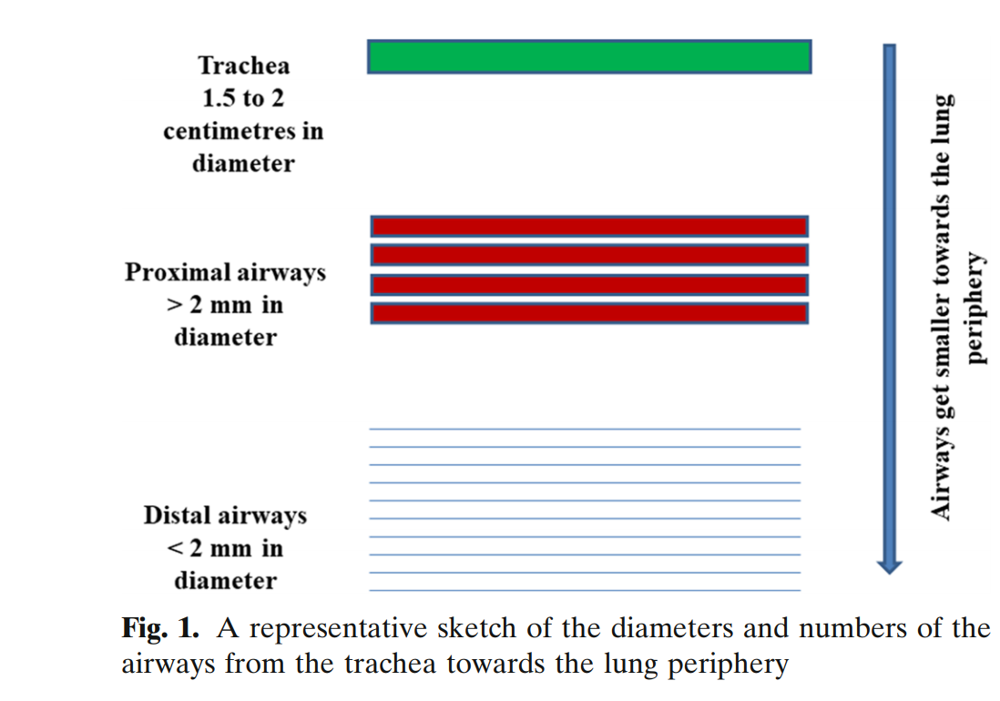 Trachea
1.5 to 2
centimetres in
diameter
Proximal airways
> 2 mm in
diameter
Distal airways
< 2 mm in
diameter
Airways get smaller towards the lung
periphery
Fig. 1. A representative sketch of the diameters and numbers of the
airways from the trachea towards the lung periphery